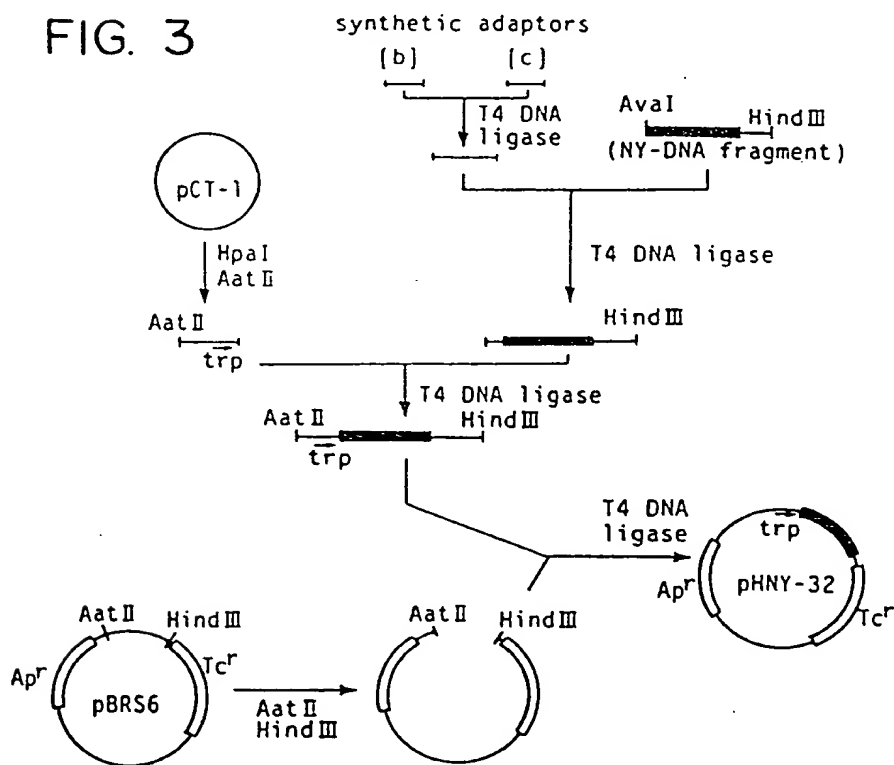 FIG. 3
synthetic adaptors
(b)
(c)
T4 DNA
ligase
AvaI
HindIII
(NY-DNA fragment)
pCT-1
HpaI
AatII
T4 DNA ligase
AatII
trp
HindIII
T4 DNA ligase
AatII
HindIII
trp
T4 DNA
ligase
trp
Apr
pHNY-32
Tcr
AatII
HindIII
Apr
Tcr
pBRS6
AatII
HindIII
AatII
HindIII